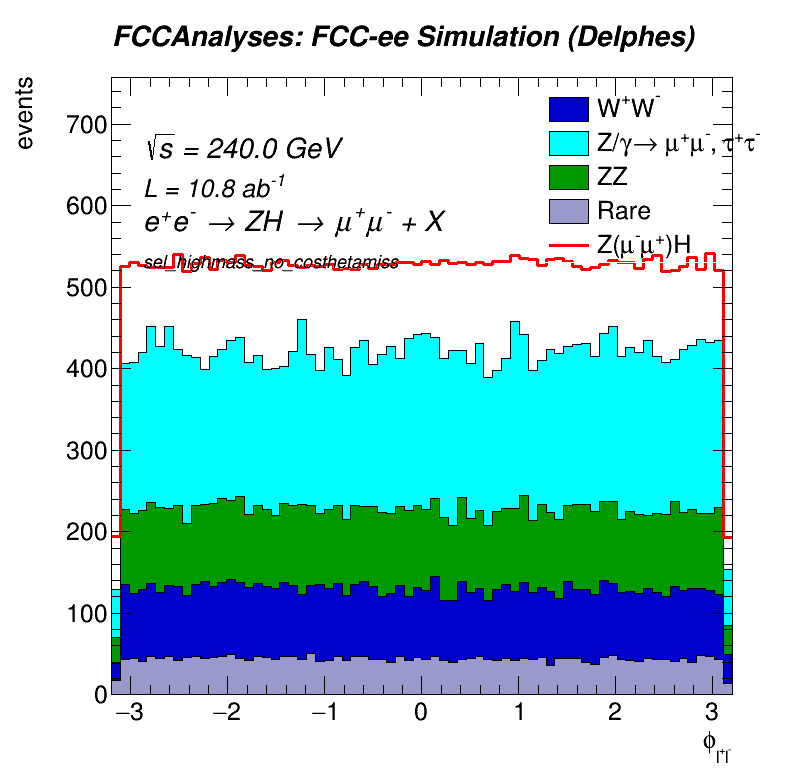 FCCAnalyses: FCC-ee Simulation (Delphes)
events
√s = 240.0 GeV
L = 10.8 ab⁻¹
e⁺e⁻ → ZH → μ⁺μ⁻ + X
sel_highmass_no_costhetamiss
W⁺W⁻
Z/γ→ μ⁺μ⁻, τ⁺τ⁻
ZZ
Rare
Z(μ⁻μ⁺)H
700
600
500
400
300
200
100
0
−3 −2 −1 0 1 2 3
ϕ_l⁺l⁻